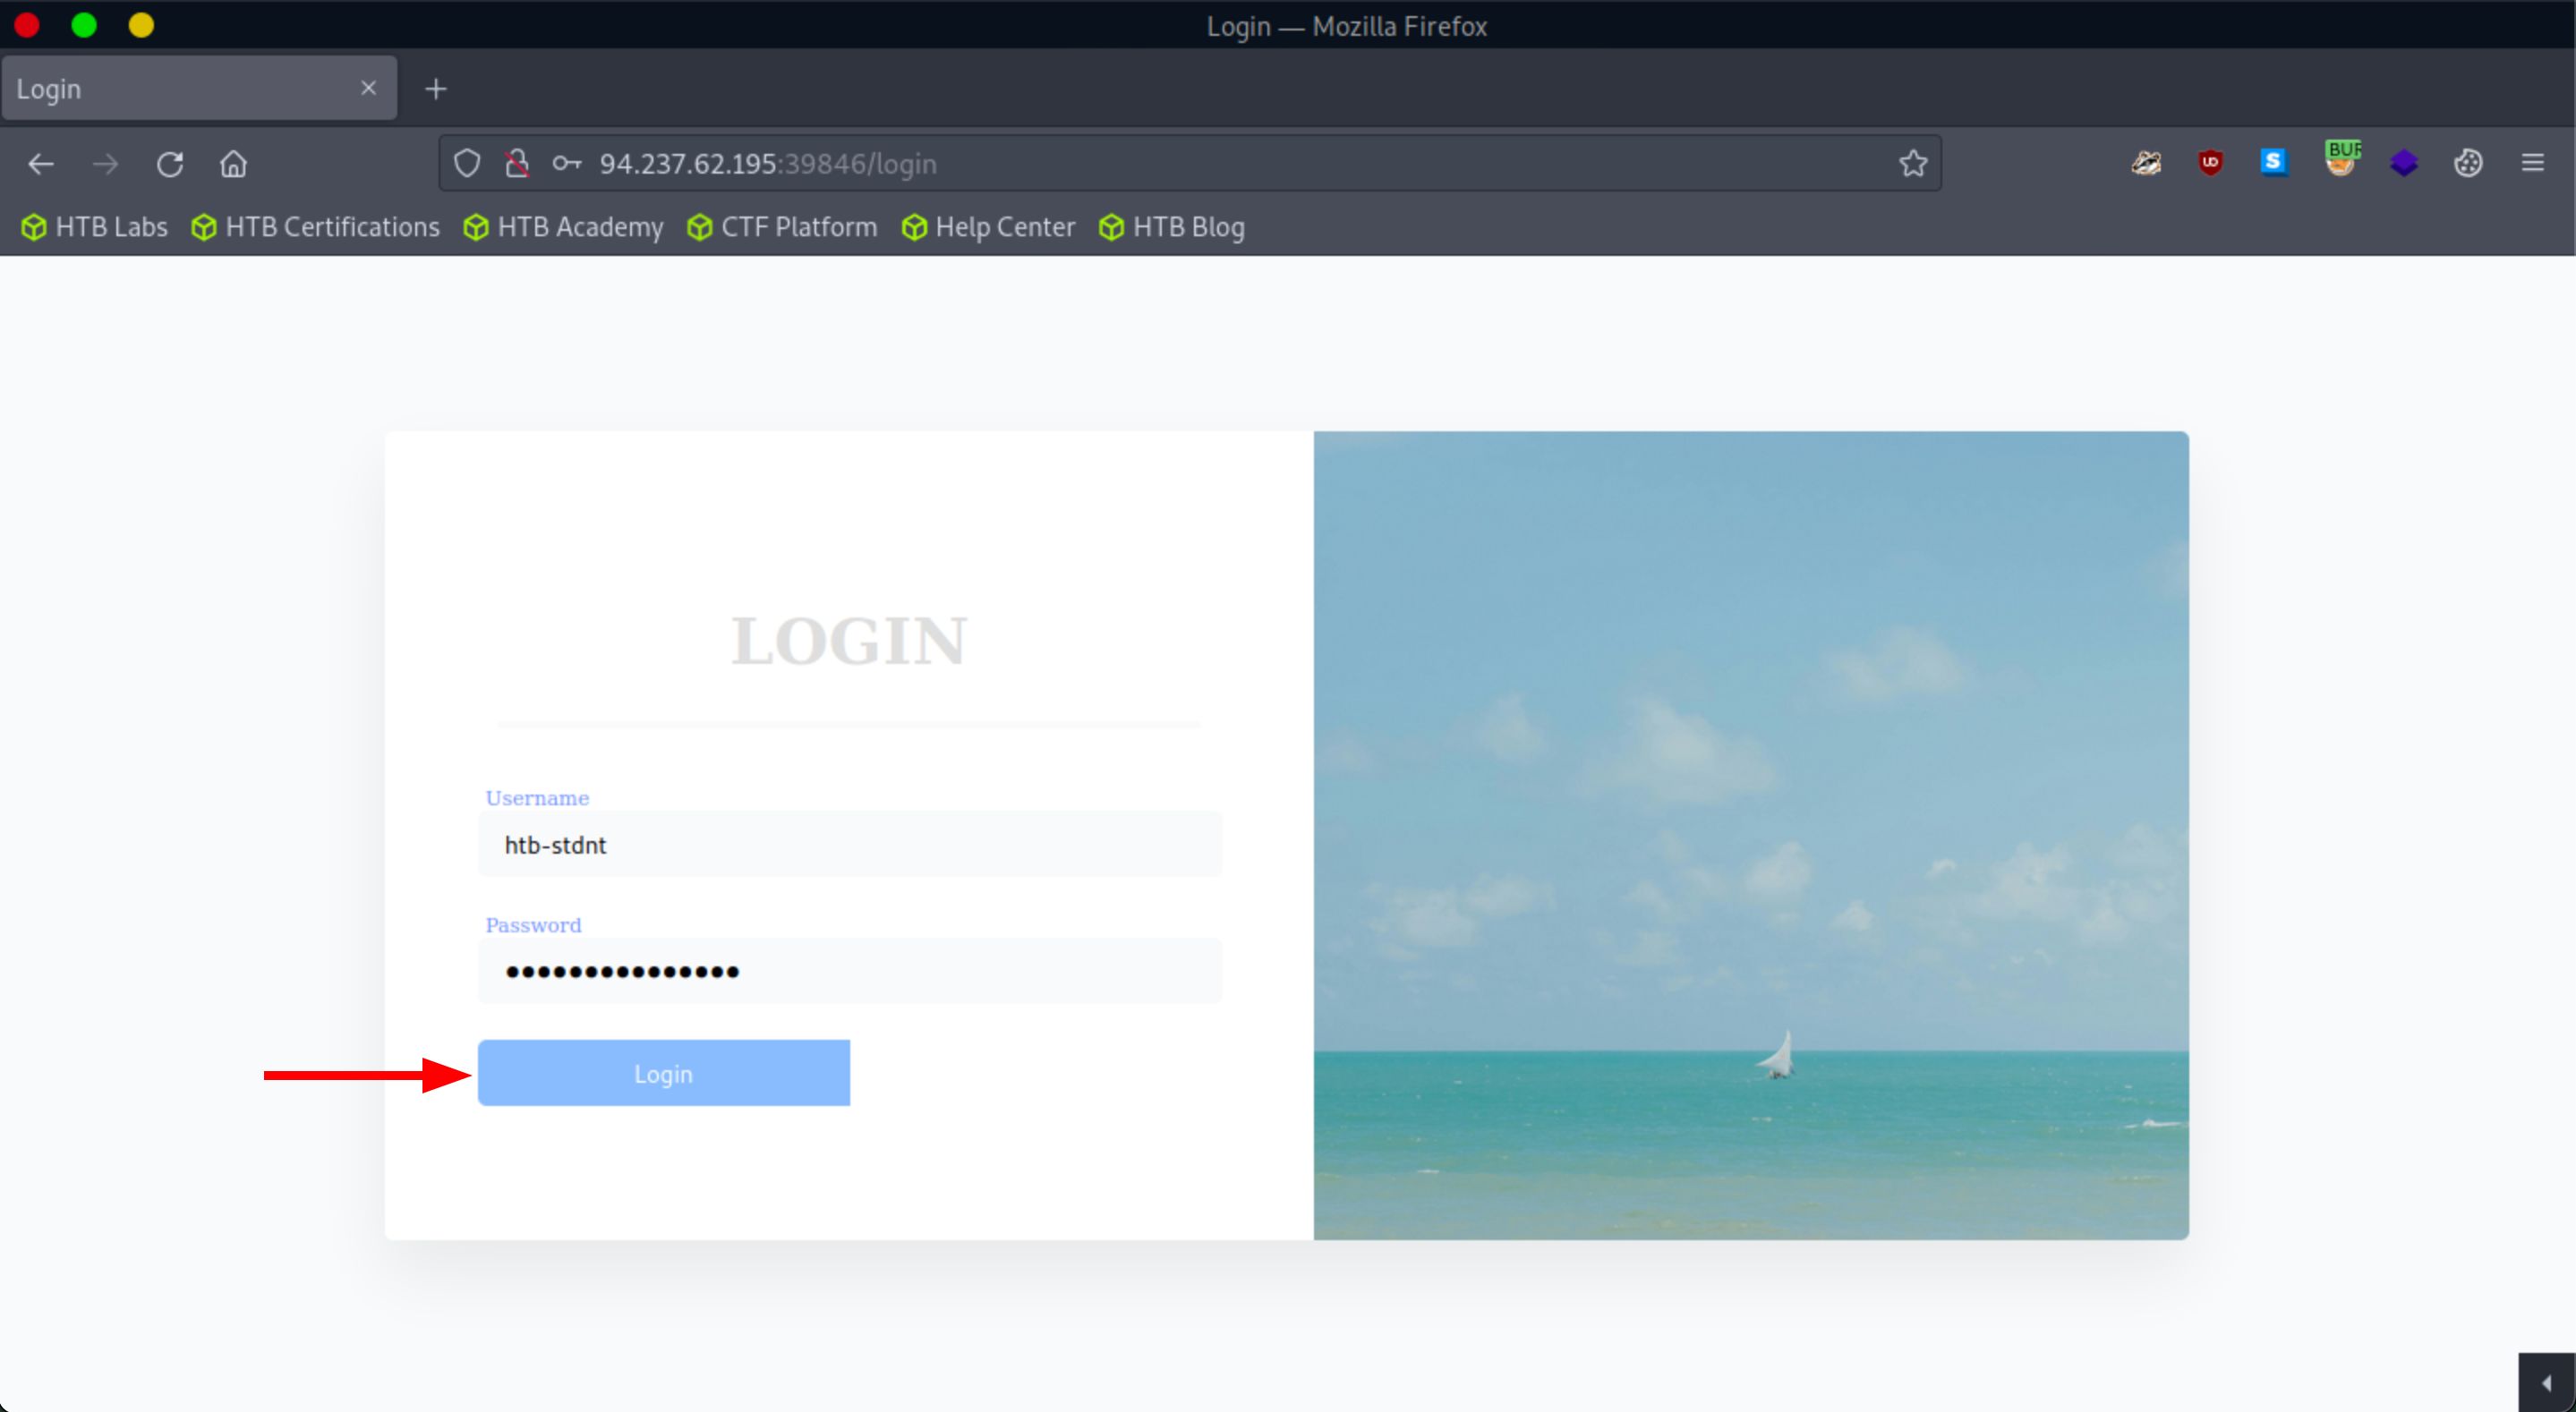 Login — Mozilla Firefox
Login
94.237.62.195:39846/login
BUR
HTB Labs HTB Certifications HTB Academy CTF Platform Help Center HTB Blog
LOGIN
Username
htb-stdnt
Password
•••••••••••••••
Login